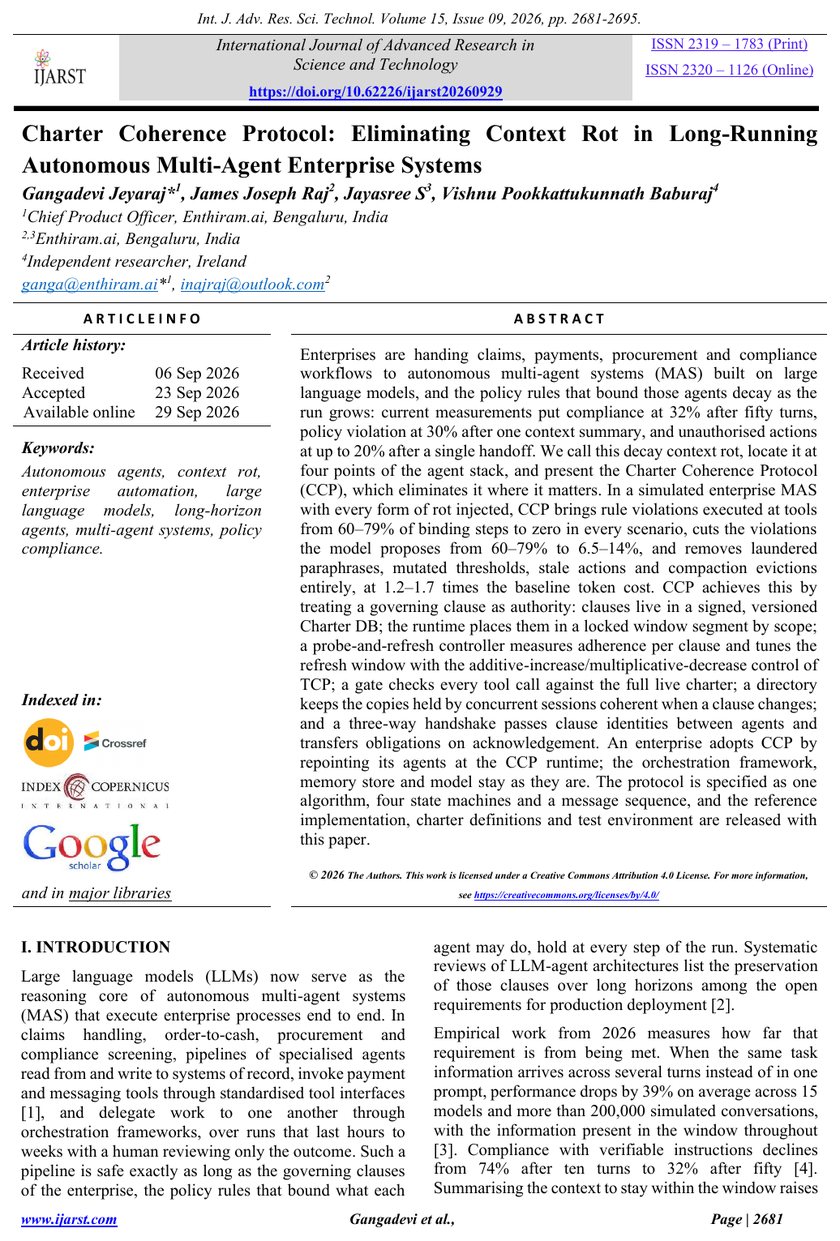 Int. J. Adv. Res. Sci. Technol. Volume 15, Issue 09, 2026, pp. 2681-2695.
IJARST
International Journal of Advanced Research in
Science and Technology
https://doi.org/10.62226/ijarst20260929
ISSN 2319 – 1783 (Print)
ISSN 2320 – 1126 (Online)
Charter Coherence Protocol: Eliminating Context Rot in Long-Running
Autonomous Multi-Agent Enterprise Systems
Gangadevi Jeyaraj*1, James Joseph Raj2, Jayasree S3, Vishnu Pookkattukunnath Baburaj4
1Chief Product Officer, Enthiram.ai, Bengaluru, India
2,3Enthiram.ai, Bengaluru, India
4Independent researcher, Ireland
ganga@enthiram.ai*1, inajraj@outlook.com2
A R T I C L E I N F O
Article history:
Received 06 Sep 2026
Accepted 23 Sep 2026
Available online 29 Sep 2026
Keywords:
Autonomous agents, context rot,
enterprise automation, large
language models, long-horizon
agents, multi-agent systems, policy
compliance.
Indexed in:
doi Crossref
INDEX COPERNICUS
I N T E R N A T I O N A L
Google
scholar
and in major libraries
A B S T R A C T
Enterprises are handing claims, payments, procurement and compliance
workflows to autonomous multi-agent systems (MAS) built on large
language models, and the policy rules that bound those agents decay as the
run grows: current measurements put compliance at 32% after fifty turns,
policy violation at 30% after one context summary, and unauthorised actions
at up to 20% after a single handoff. We call this decay context rot, locate it at
four points of the agent stack, and present the Charter Coherence Protocol
(CCP), which eliminates it where it matters. In a simulated enterprise MAS
with every form of rot injected, CCP brings rule violations executed at tools
from 60–79% of binding steps to zero in every scenario, cuts the violations
the model proposes from 60–79% to 6.5–14%, and removes laundered
paraphrases, mutated thresholds, stale actions and compaction evictions
entirely, at 1.2–1.7 times the baseline token cost. CCP achieves this by
treating a governing clause as authority: clauses live in a signed, versioned
Charter DB; the runtime places them in a locked window segment by scope;
a probe-and-refresh controller measures adherence per clause and tunes the
refresh window with the additive-increase/multiplicative-decrease control of
TCP; a gate checks every tool call against the full live charter; a directory
keeps the copies held by concurrent sessions coherent when a clause changes;
and a three-way handshake passes clause identities between agents and
transfers obligations on acknowledgement. An enterprise adopts CCP by
repointing its agents at the CCP runtime; the orchestration framework,
memory store and model stay as they are. The protocol is specified as one
algorithm, four state machines and a message sequence, and the reference
implementation, charter definitions and test environment are released with
this paper.
© 2026 The Authors. This work is licensed under a Creative Commons Attribution 4.0 License. For more information,
see https://creativecommons.org/licenses/by/4.0/
I. INTRODUCTION
Large language models (LLMs) now serve as the
reasoning core of autonomous multi-agent systems
(MAS) that execute enterprise processes end to end. In
claims handling, order-to-cash, procurement and
compliance screening, pipelines of specialised agents
read from and write to systems of record, invoke payment
and messaging tools through standardised tool interfaces
[1], and delegate work to one another through
orchestration frameworks, over runs that last hours to
weeks with a human reviewing only the outcome. Such a
pipeline is safe exactly as long as the governing clauses
of the enterprise, the policy rules that bound what each
agent may do, hold at every step of the run. Systematic
reviews of LLM-agent architectures list the preservation
of those clauses over long horizons among the open
requirements for production deployment [2].
Empirical work from 2026 measures how far that
requirement is from being met. When the same task
information arrives across several turns instead of in one
prompt, performance drops by 39% on average across 15
models and more than 200,000 simulated conversations,
with the information present in the window throughout
[3]. Compliance with verifiable instructions declines
from 74% after ten turns to 32% after fifty [4].
Summarising the context to stay within the window raises
www.ijarst.com
Gangadevi et al.,
Page | 2681